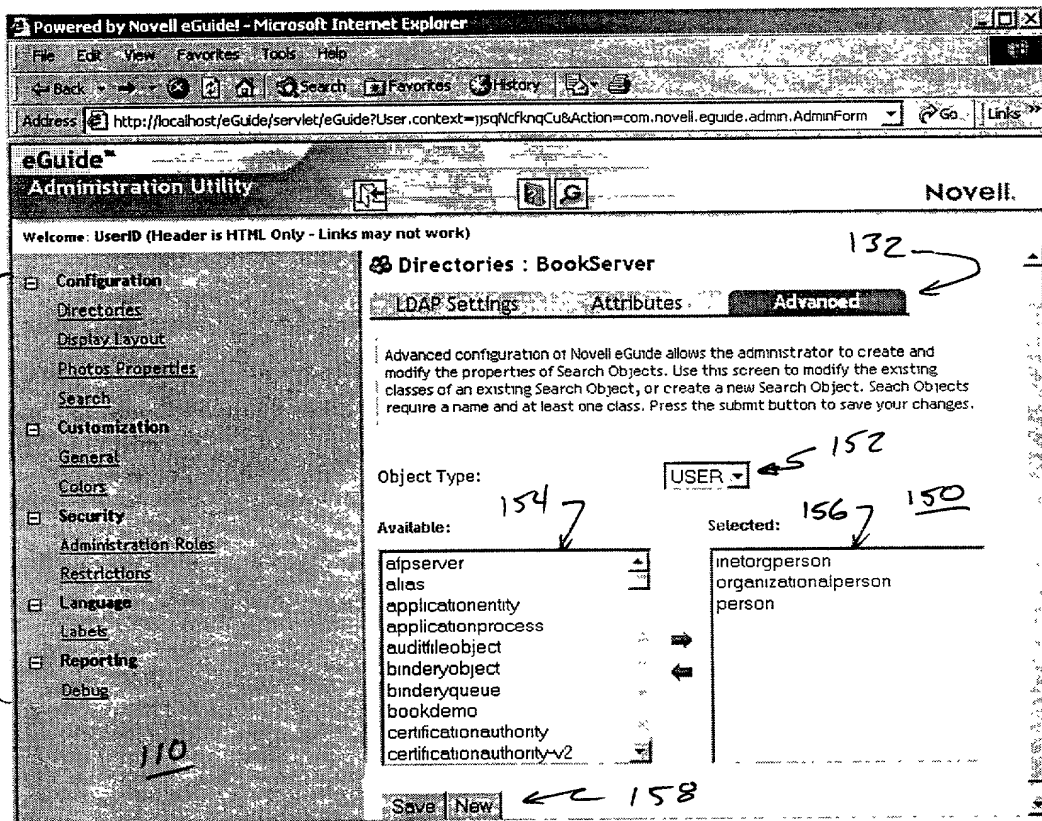 Powered by Novell eGuide! - Microsoft Internet Explorer
File Edit View Favorites Tools Help
Back Search Favorites History
Address http://localhost/eGuide/servlet/eGuide?User.context=jjsqNcfknqCu&Action=com.novell.eguide.admin.AdminForm Go Links »
eGuide™
Administration Utility
Novell.
Welcome: UserID (Header is HTML Only - Links may not work)
Configuration
Directories
Display Layout
Photos Properties
Search
Customization
General
Colors
Security
Administration Roles
Restrictions
Language
Labels
Reporting
Debug
110
Directories : BookServer
132
LDAP Settings Attributes Advanced
Advanced configuration of Novell eGuide allows the administrator to create and
modify the properties of Search Objects. Use this screen to modify the existing
classes of an existing Search Object, or create a new Search Object. Seach Objects
require a name and at least one class. Press the submit button to save your changes.
Object Type: USER 152
154 156 150
Available: Selected:
afpserver
alias
applicationentity
applicationprocess
auditfileobject
binderyobject
binderyqueue
bookdemo
certificationauthority
certificationauthority-v2
inetorgperson
organizationalperson
person
Save New 158